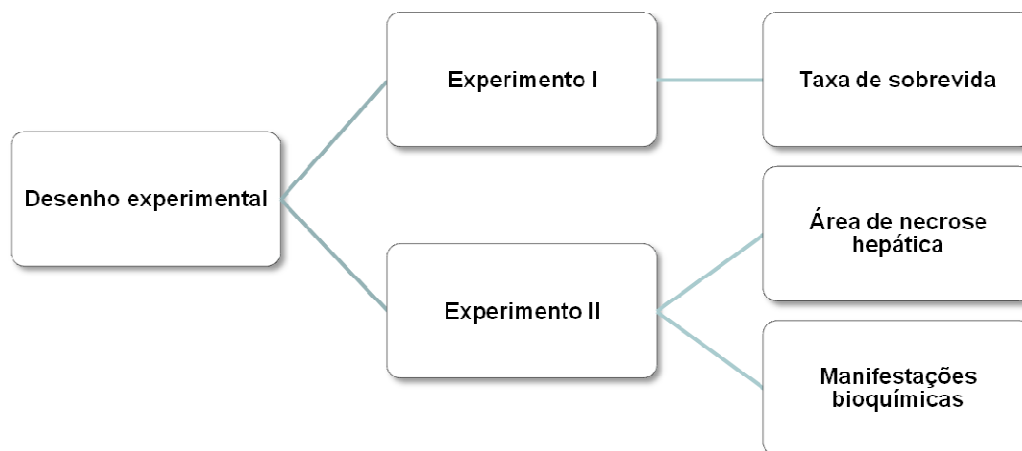 Desenho experimental
Experimento I
Taxa de sobrevida
Experimento II
Área de necrose
hepática
Manifestações
bioquímicas